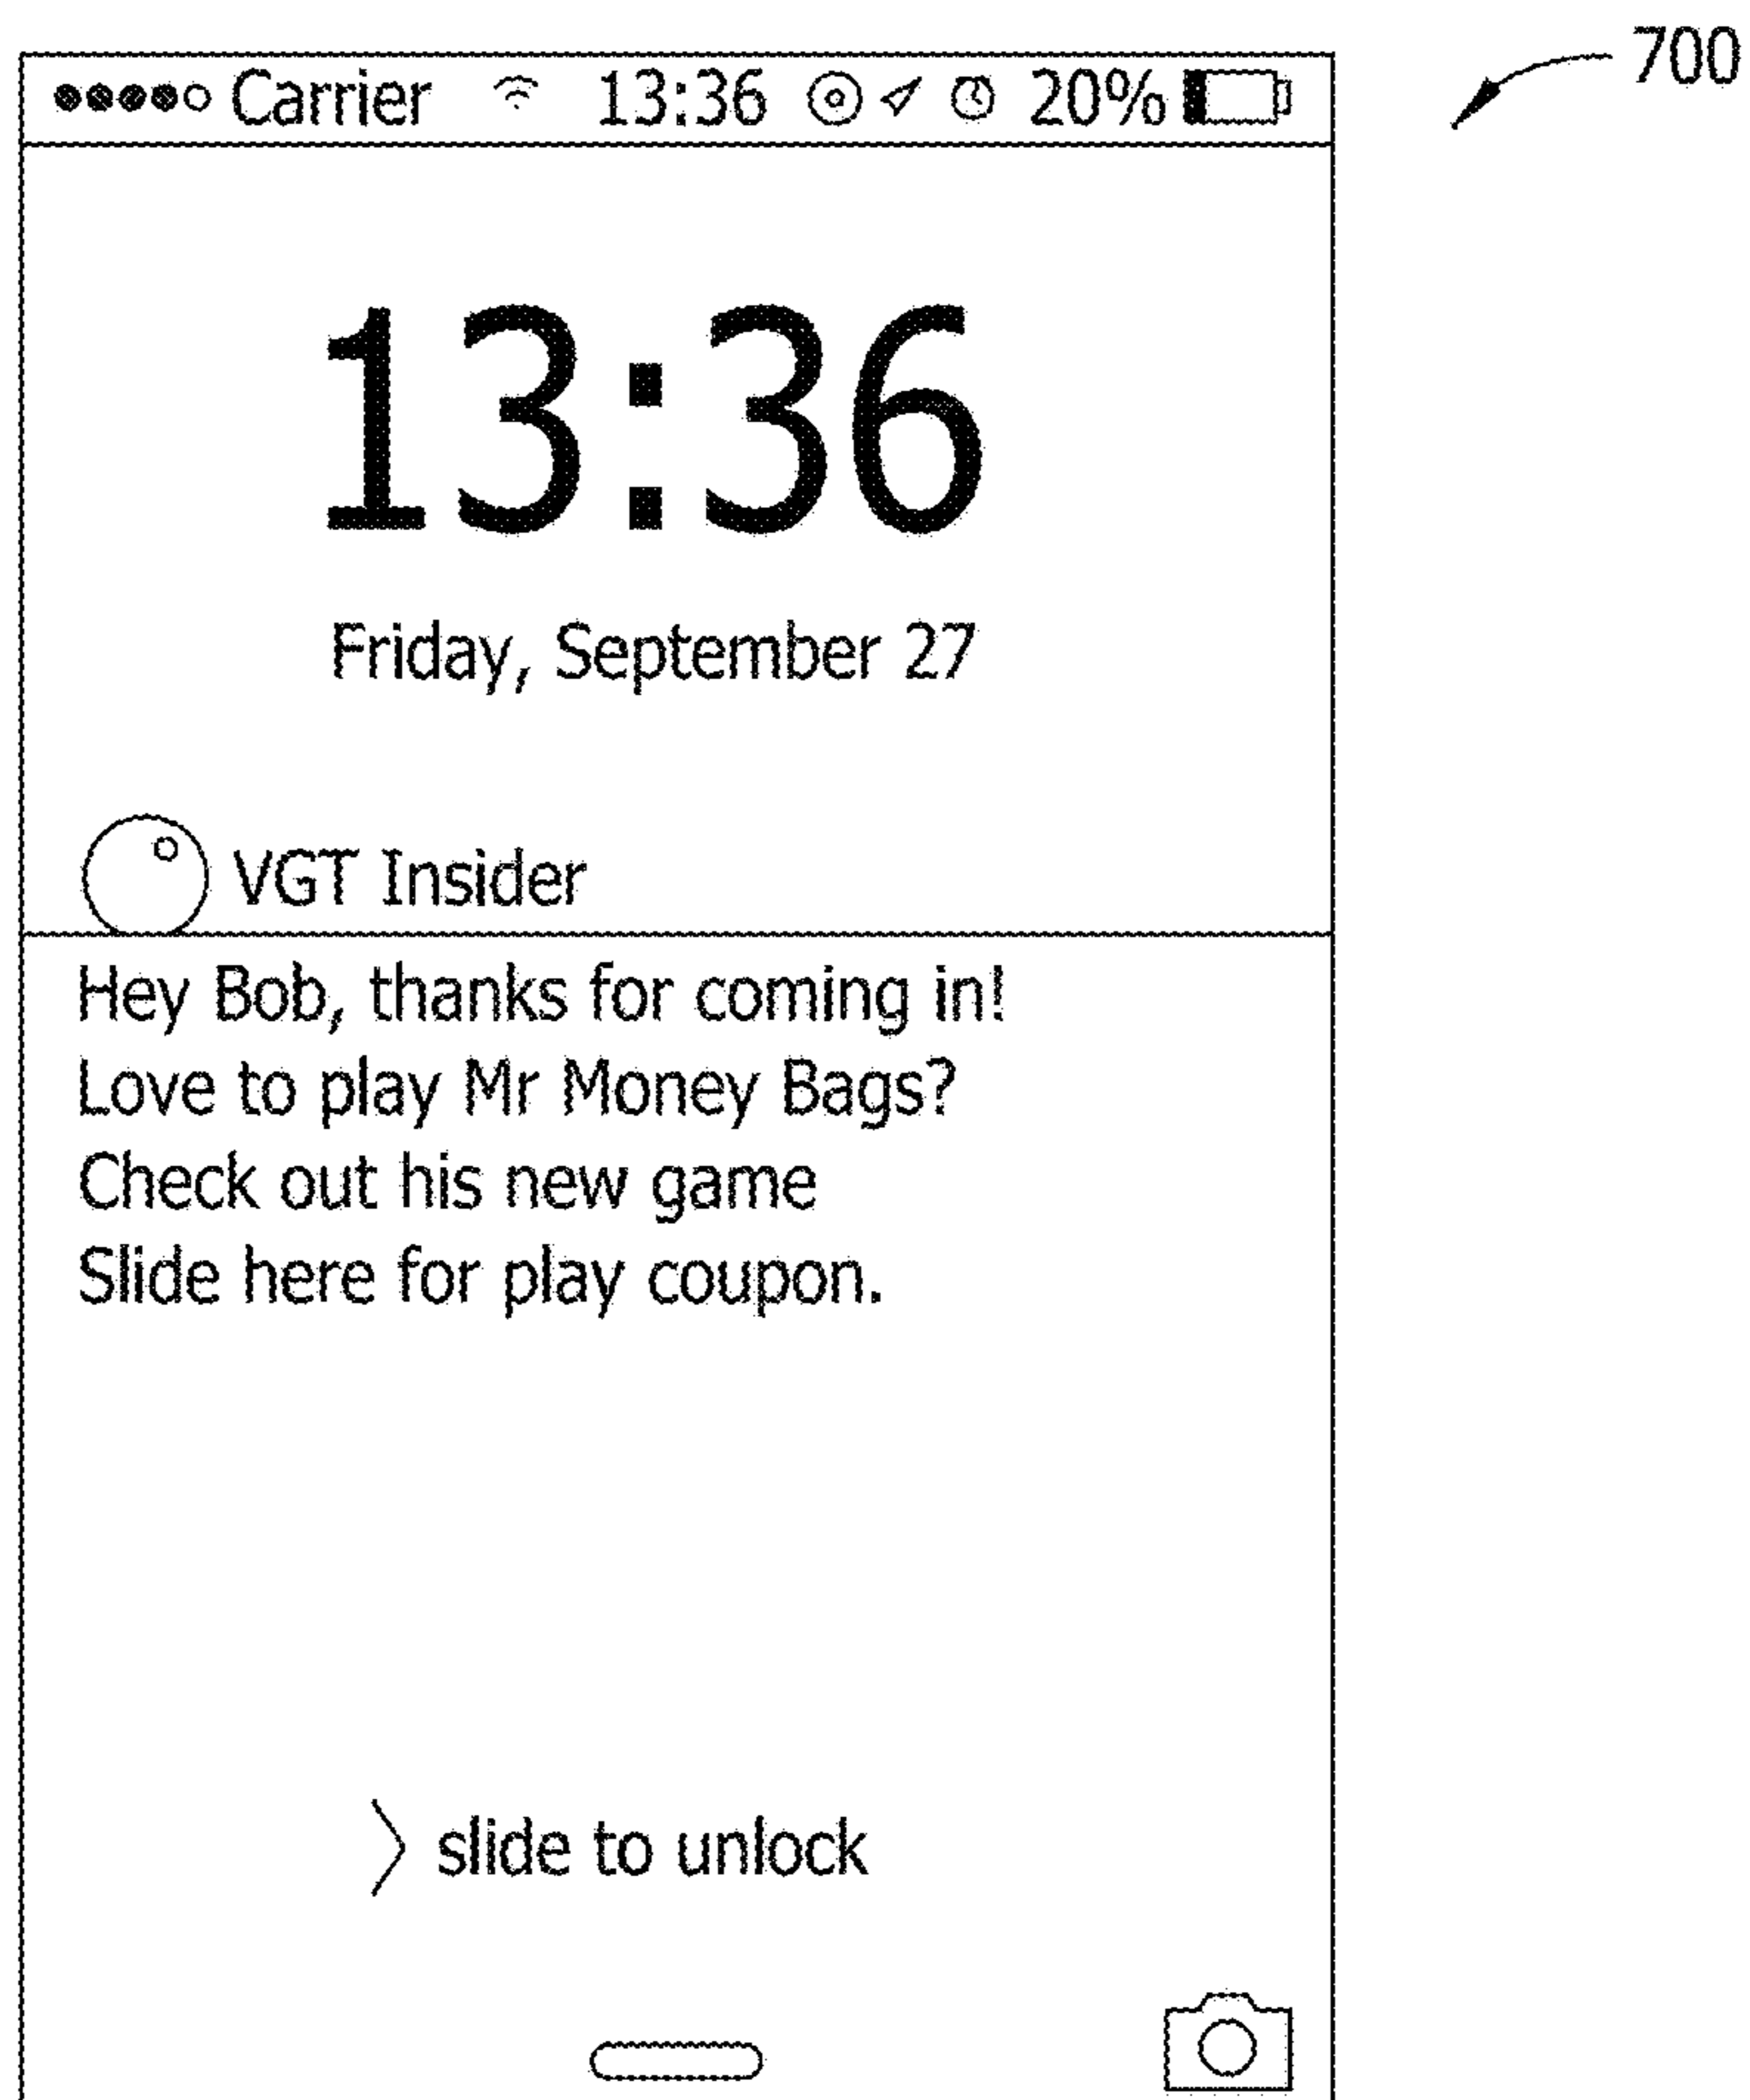 700
Carrier 13:36 20%
13:36
Friday, September 27
VGT Insider
Hey Bob, thanks for coming in!
Love to play Mr Money Bags?
Check out his new game
Slide here for play coupon.
slide to unlock